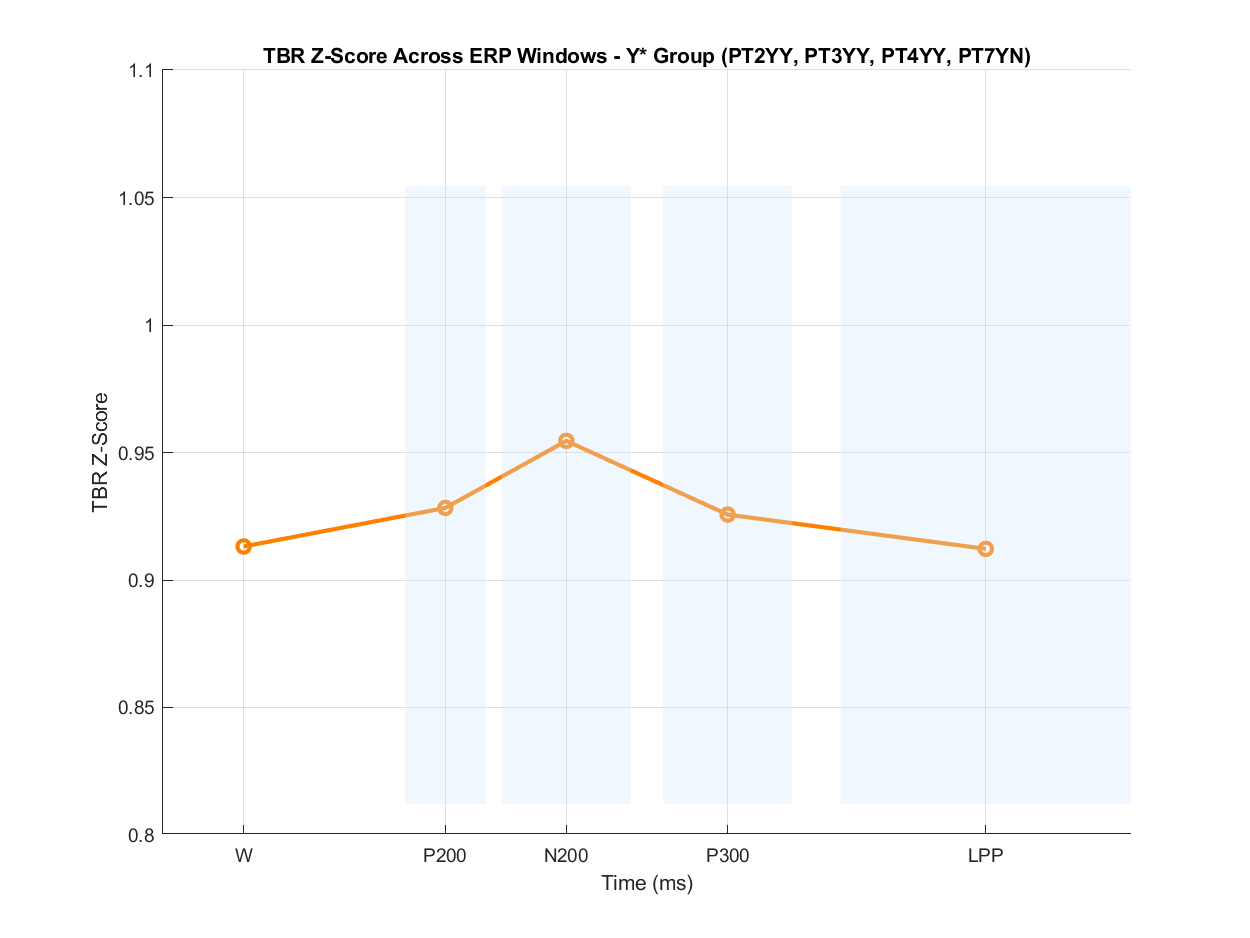 TBR Z-Score Across ERP Windows - Y* Group (PT2YY, PT3YY, PT4YY, PT7YN)
1.1
1.05
1
0.95
0.9
0.85
0.8
TBR Z-Score
W P200 N200 P300 LPP
Time (ms)